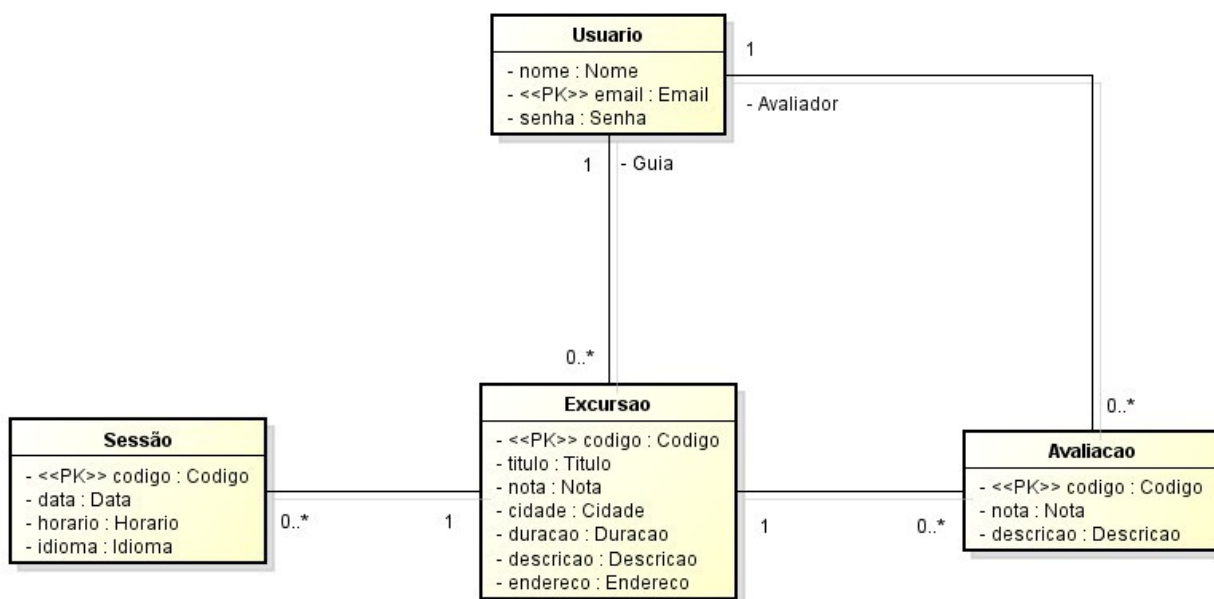 Usuario
- nome : Nome
- <<PK>> email : Email
- senha : Senha
1
- Avaliador
1
- Guia
0..*
Excursao
- <<PK>> codigo : Codigo
- titulo : Titulo
- nota : Nota
- cidade : Cidade
- duracao : Duracao
- descricao : Descricao
- endereco : Endereco
Sessão
- <<PK>> codigo : Codigo
- data : Data
- horario : Horario
- idioma : Idioma
0..*
1
1
0..*
0..*
Avaliacao
- <<PK>> codigo : Codigo
- nota : Nota
- descricao : Descricao